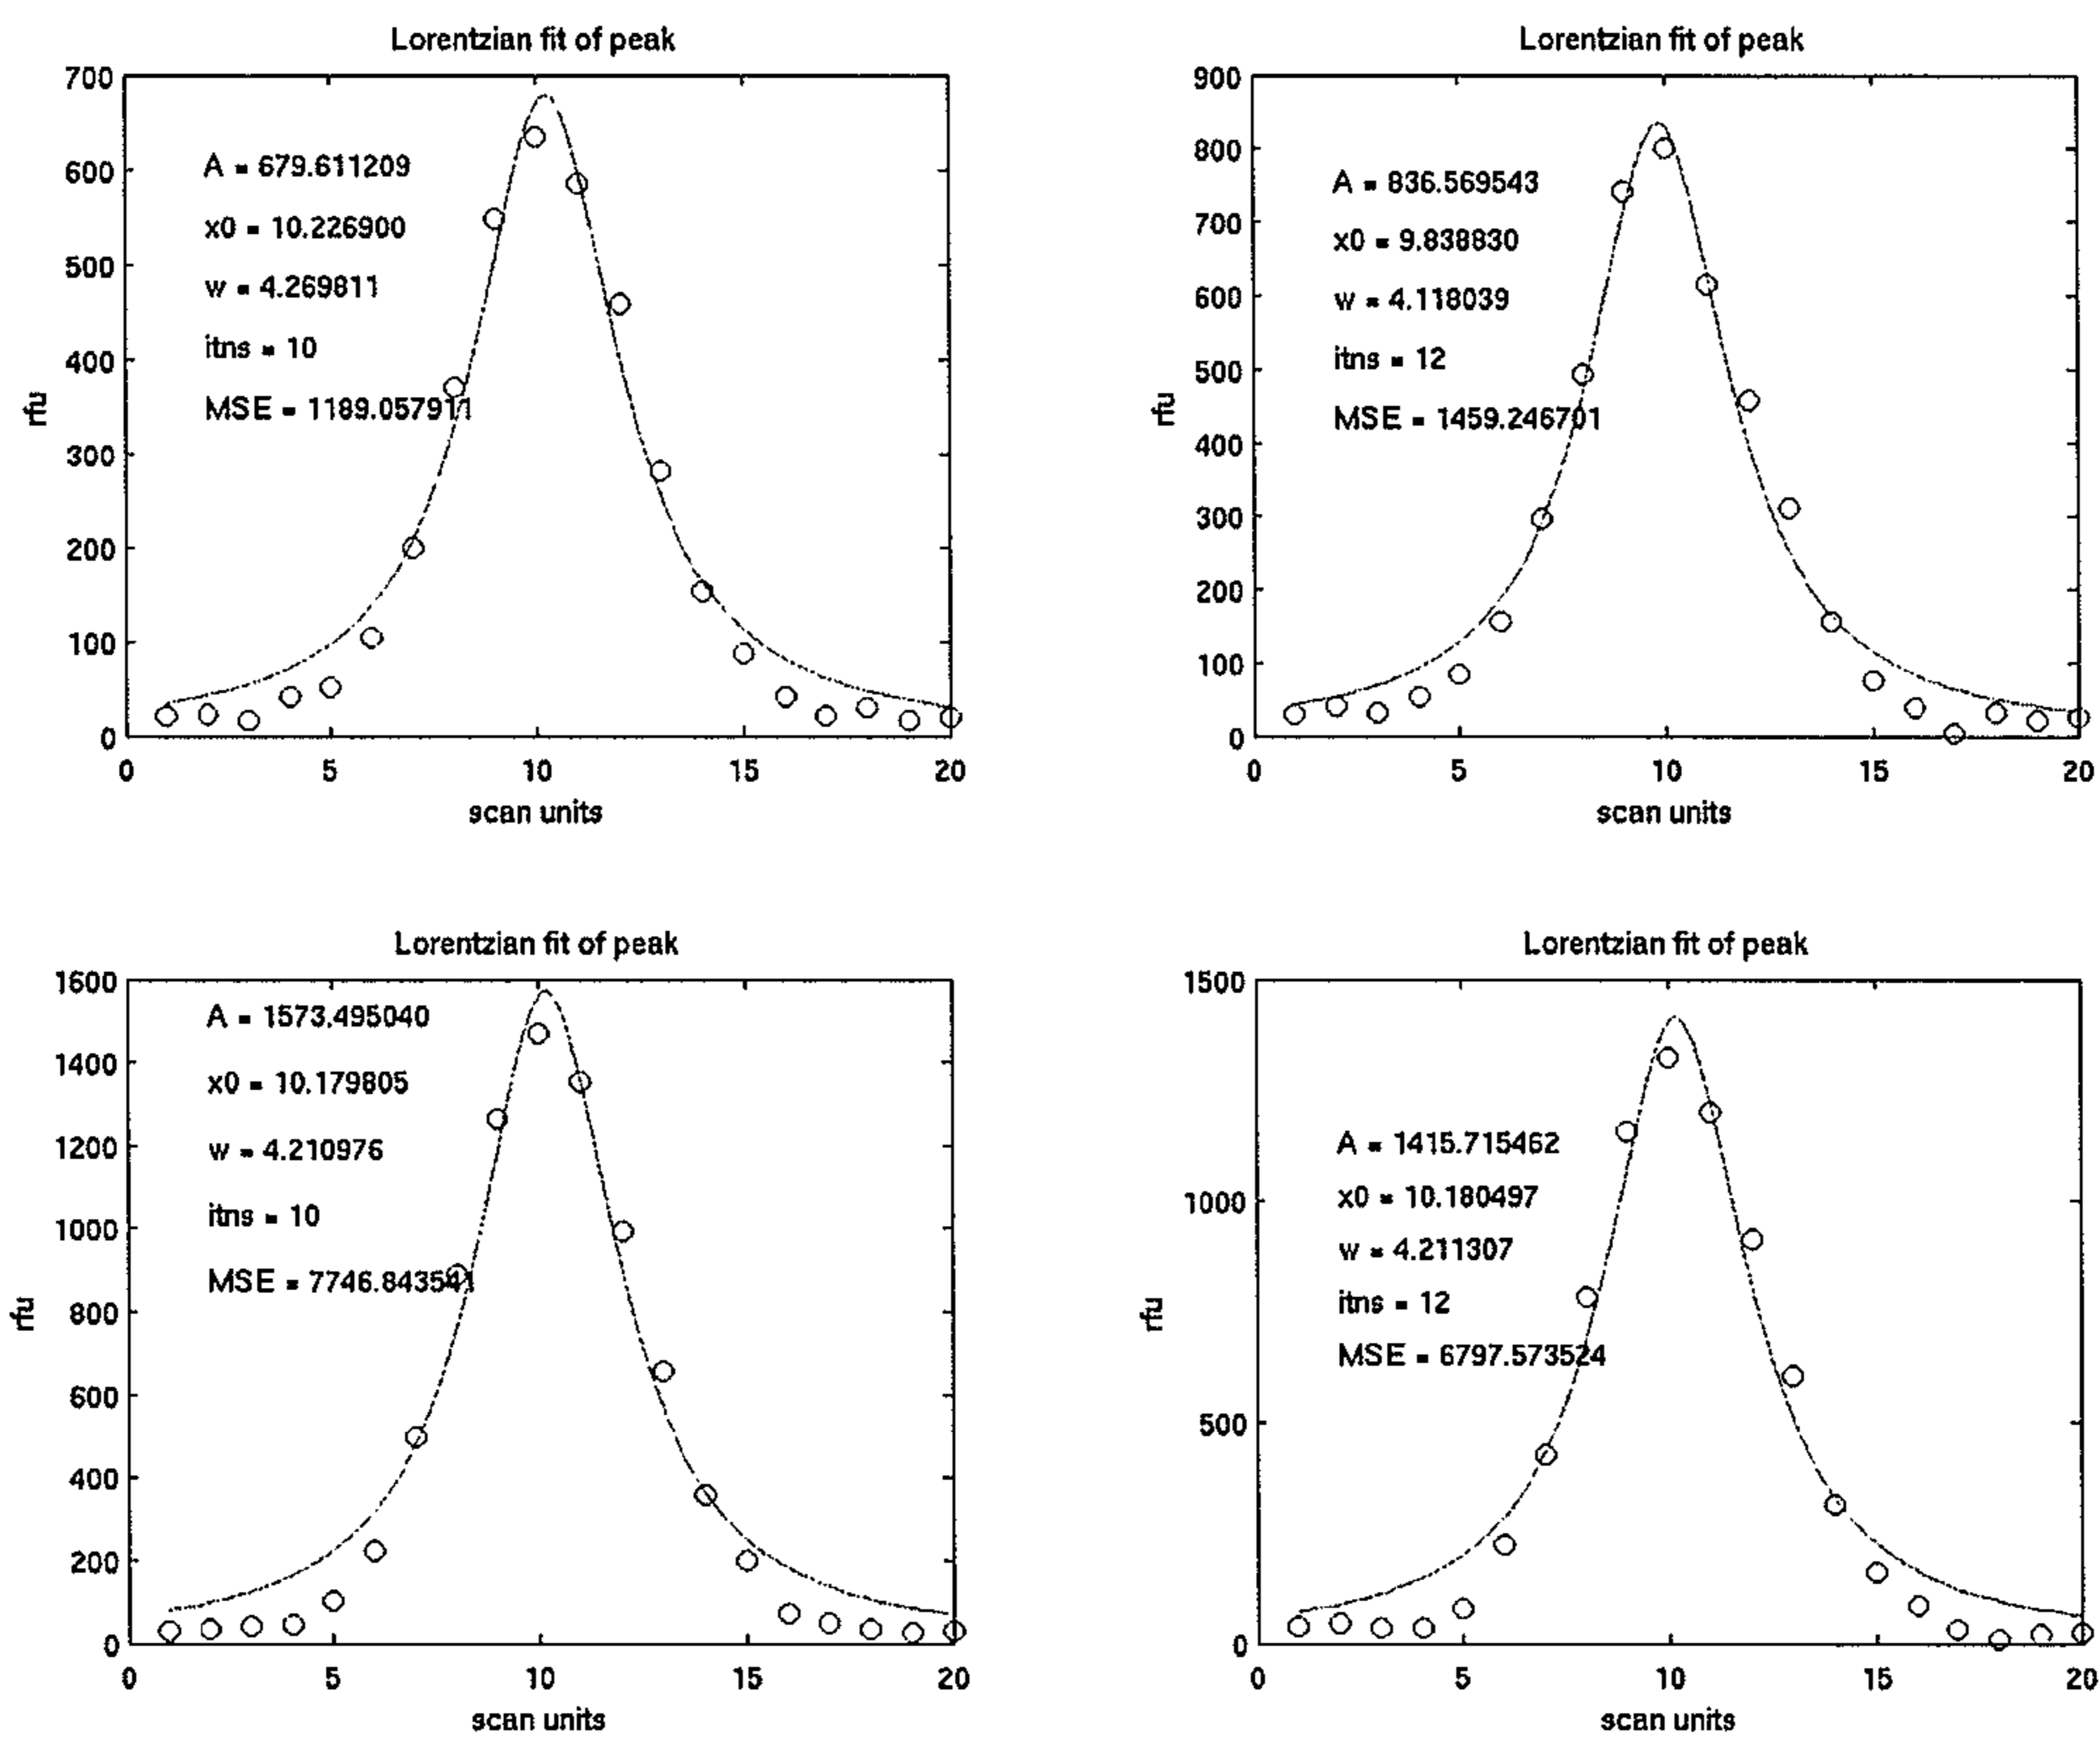 Lorentzian fit of peak
700
600
500
400
300
200
100
0
A = 679.611209
x0 = 10.226900
w = 4.269811
itns = 10
MSE = 1189.057911
rfu
0 5 10 15 20
scan units
Lorentzian fit of peak
900
800
700
600
500
400
300
200
100
0
A = 836.569543
x0 = 9.838830
w = 4.118039
itns = 12
MSE = 1459.246701
rfu
0 5 10 15 20
scan units
Lorentzian fit of peak
1600
1400
1200
1000
800
600
400
200
0
A = 1573.495040
x0 = 10.179805
w = 4.210976
itns = 10
MSE = 7746.843541
rfu
0 5 10 15 20
scan units
Lorentzian fit of peak
1500
1000
500
0
A = 1415.715462
x0 = 10.180497
w = 4.211307
itns = 12
MSE = 6797.573524
rfu
0 5 10 15 20
scan units